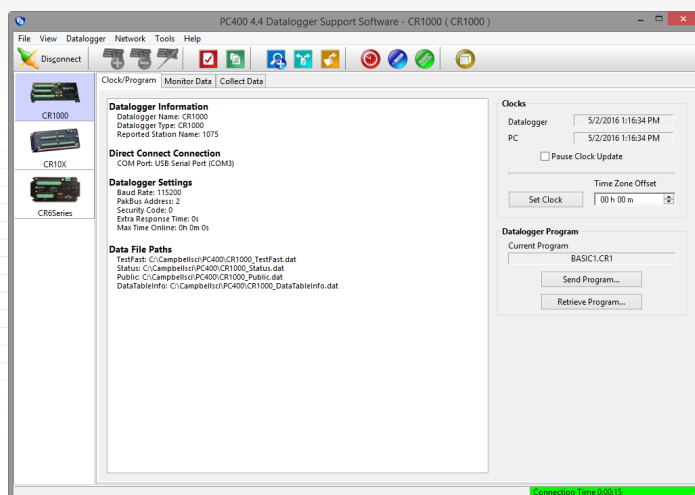 PC400 4.4 Datalogger Support Software - CR1000 ( CR1000 )
File View Datalogger Network Tools Help
Disconnect
CR1000
CR10X
CR6Series
Clock/Program Monitor Data Collect Data
Datalogger Information
Datalogger Name: CR1000
Datalogger Type: CR1000
Reported Station Name: 1075
Direct Connect Connection
COM Port: USB Serial Port (COM3)
Datalogger Settings
Baud Rate: 115200
PakBus Address: 2
Security Code: 0
Extra Response Time: 0s
Max Time Online: 0h 0m 0s
Data File Paths
TestFast: C:\Campbellsci\PC400\CR1000_TestFast.dat
Status: C:\Campbellsci\PC400\CR1000_Status.dat
Public: C:\Campbellsci\PC400\CR1000_Public.dat
DataTableInfo: C:\Campbellsci\PC400\CR1000_DataTableInfo.dat
Clocks
Datalogger 5/2/2016 1:16:34 PM
PC 5/2/2016 1:16:34 PM
Pause Clock Update
Time Zone Offset
Set Clock 00 h 00 m
Datalogger Program
Current Program
BASIC1.CR1
Send Program...
Retrieve Program...
Connection Time 0:00:15